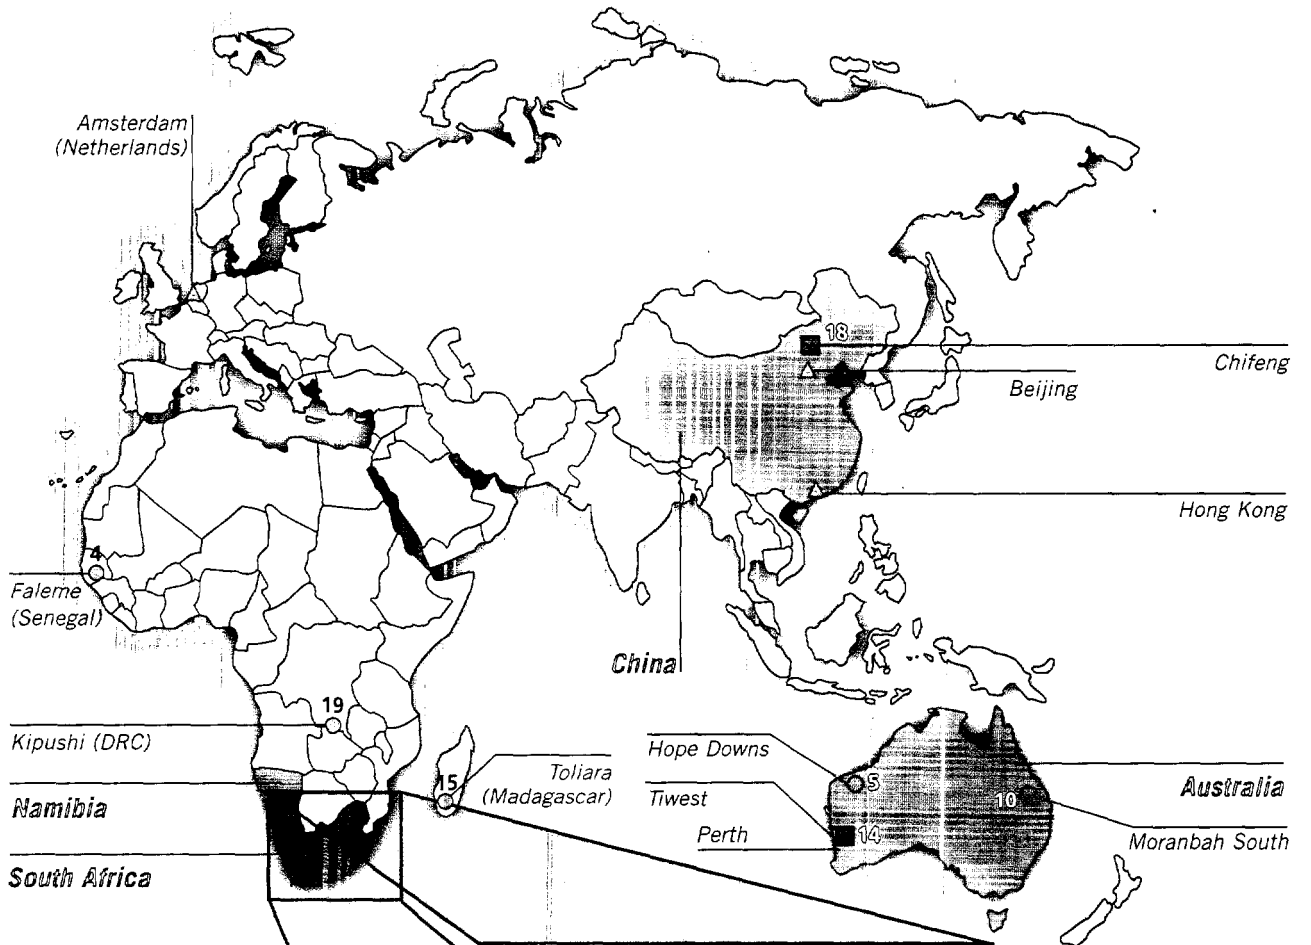 Amsterdam
(Netherlands)
18
Chifeng
Beijing
Hong Kong
4
Faleme
(Senegal)
China
19
Kipushi (DRC)
Hope Downs
5
Toliara
(Madagascar)
15
Tiwest
Australia
10
Namibia
Perth
14
Moranbah South
South Africa